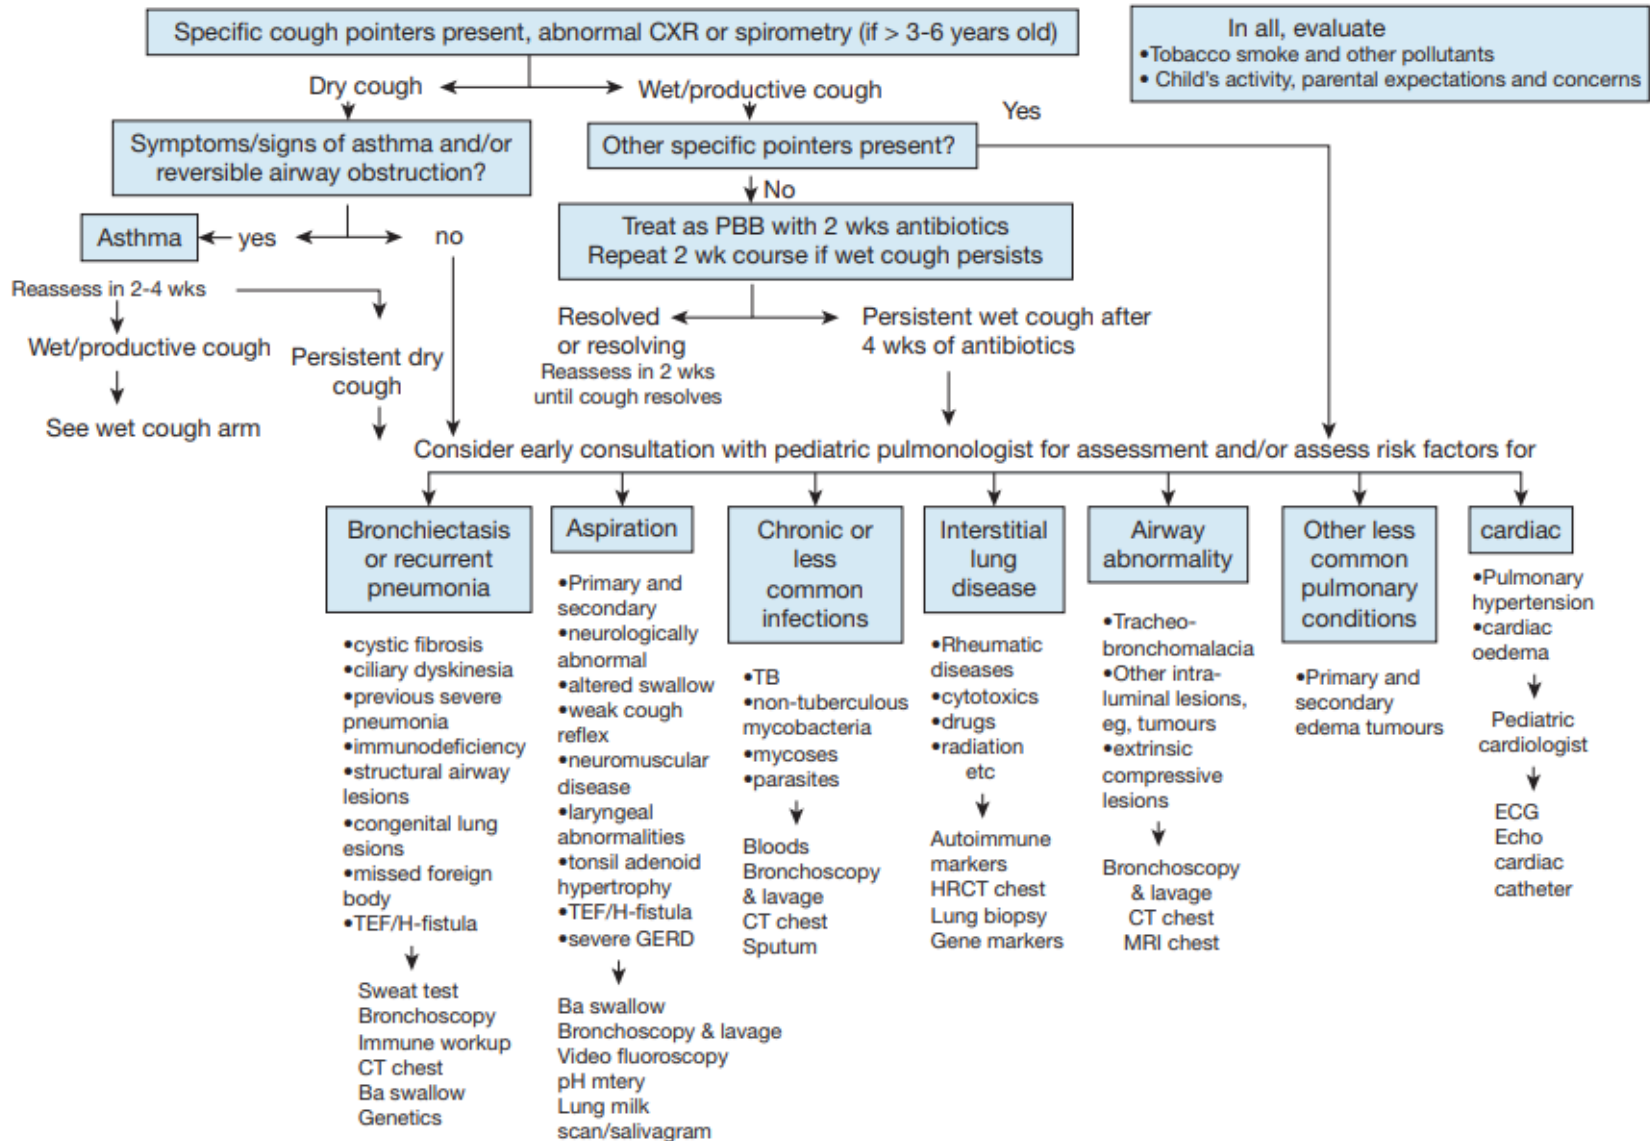 Specific cough pointers present, abnormal CXR or spirometry (if > 3-6 years old)
In all, evaluate
•Tobacco smoke and other pollutants
• Child's activity, parental expectations and concerns
Dry cough
Wet/productive cough
Yes
Symptoms/signs of asthma and/or
reversible airway obstruction?
Other specific pointers present?
No
Asthma
yes
no
Treat as PBB with 2 wks antibiotics
Repeat 2 wk course if wet cough persists
Reassess in 2-4 wks
Wet/productive cough
Persistent dry
cough
See wet cough arm
Resolved
or resolving
Reassess in 2 wks
until cough resolves
Persistent wet cough after
4 wks of antibiotics
Consider early consultation with pediatric pulmonologist for assessment and/or assess risk factors for
Bronchiectasis
or recurrent
pneumonia
•cystic fibrosis
•ciliary dyskinesia
•previous severe
pneumonia
•immunodeficiency
•structural airway
lesions
•congenital lung
esions
•missed foreign
body
•TEF/H-fistula
Sweat test
Bronchoscopy
Immune workup
CT chest
Ba swallow
Genetics
Aspiration
•Primary and
secondary
•neurologically
abnormal
•altered swallow
•weak cough
reflex
•neuromuscular
disease
•laryngeal
abnormalities
•tonsil adenoid
hypertrophy
•TEF/H-fistula
•severe GERD
Ba swallow
Bronchoscopy & lavage
Video fluoroscopy
pH mtery
Lung milk
scan/salivagram
Chronic or
less
common
infections
•TB
•non-tuberculous
mycobacteria
•mycoses
•parasites
Bloods
Bronchoscopy
& lavage
CT chest
Sputum
Interstitial
lung
disease
•Rheumatic
diseases
•cytotoxics
•drugs
•radiation
etc
Autoimmune
markers
HRCT chest
Lung biopsy
Gene markers
Airway
abnormality
•Tracheo-
bronchomalacia
•Other intra-
luminal lesions,
eg, tumours
•extrinsic
compressive
lesions
Bronchoscopy
& lavage
CT chest
MRI chest
Other less
common
pulmonary
conditions
•Primary and
secondary
edema tumours
cardiac
•Pulmonary
hypertension
•cardiac
oedema
Pediatric
cardiologist
ECG
Echo
cardiac
catheter